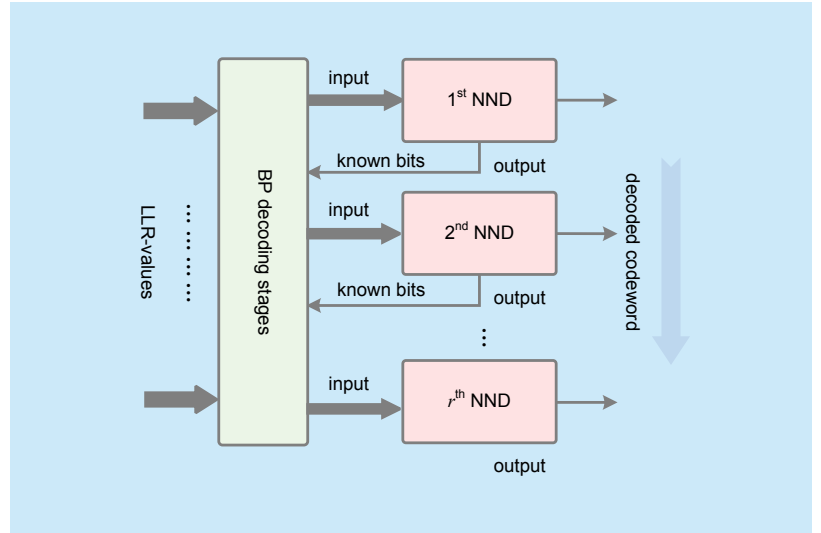 input
1st NND
known bits
output
BP decoding stages
LLR-values
... ... ... ...
input
2nd NND
decoded codeword
known bits
output
...
input
rth NND
output